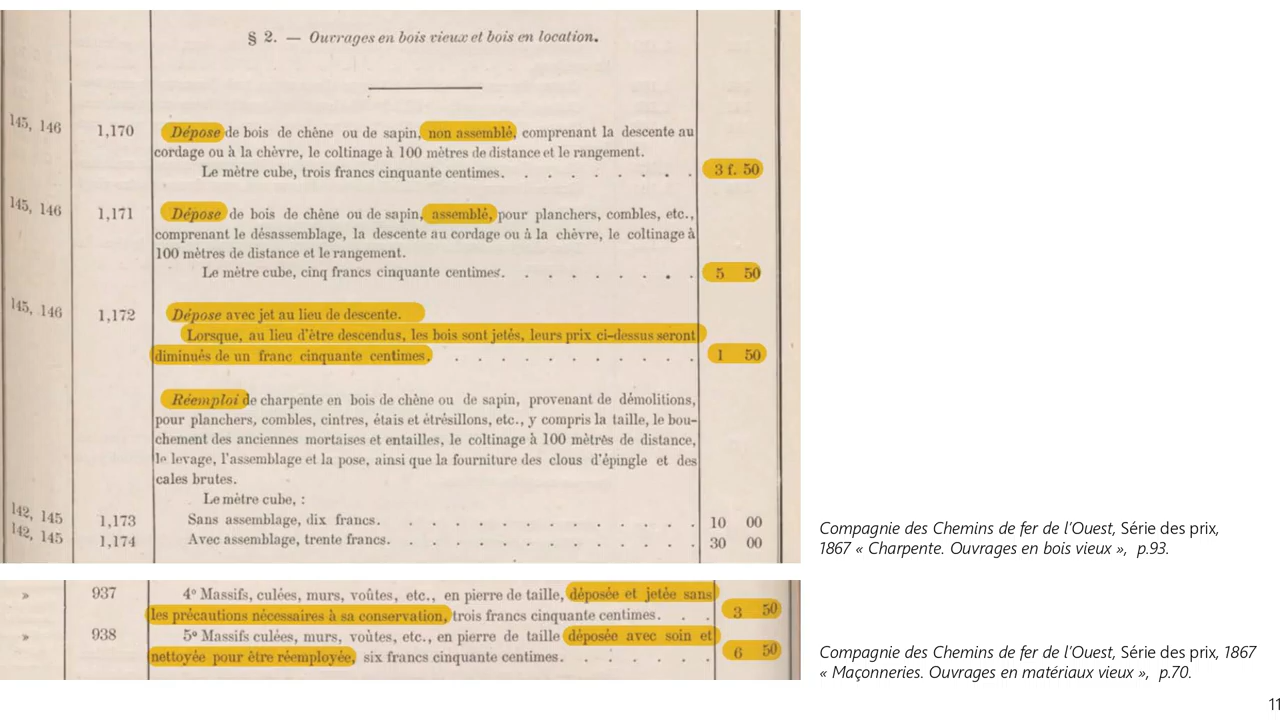 § 2. — Ouvrages en bois vieux et bois en location.
145, 146 1,170 Dépose de bois de chêne ou de sapin, non assemblé, comprenant la descente au
cordage ou à la chèvre, le coltinage à 100 mètres de distance et le rangement.
Le mètre cube, trois francs cinquante centimes. . . . . . . . 3 f. 50
145, 146 1,171 Dépose de bois de chêne ou de sapin, assemblé, pour planchers, combles, etc.,
comprenant le désassemblage, la descente au cordage ou à la chèvre, le coltinage à
100 mètres de distance et le rangement.
Le mètre cube, cinq francs cinquante centimes. . . . . . . . 5 50
145, 146 1,172 Dépose avec jet au lieu de descente.
Lorsque, au lieu d'être descendus, les bois sont jetés, leurs prix ci-dessus seront
diminués de un franc cinquante centimes. . . . . . . . . . . 1 50
Réemploi de charpente en bois de chêne ou de sapin, provenant de démolitions,
pour planchers, combles, cintres, étais et étrésillons, etc., y compris la taille, le bou-
chement des anciennes mortaises et entailles, le coltinage à 100 mètres de distance,
le levage, l'assemblage et la pose, ainsi que la fourniture des clous d'épingle et des
cales brutes.
Le mètre cube, :
142, 145 1,173 Sans assemblage, dix francs. . . . . . . . . . . . . 10 00
142, 145 1,174 Avec assemblage, trente francs. . . . . . . . . . . . . 30 00
Compagnie des Chemins de fer de l'Ouest, Série des prix,
1867 « Charpente. Ouvrages en bois vieux », p.93.
» 937 4° Massifs, culées, murs, voûtes, etc., en pierre de taille, déposée et jetée sans
les précautions nécessaires à sa conservation, trois francs cinquante centimes. . . 3 50
» 938 5° Massifs culées, murs, voûtes, etc., en pierre de taille déposée avec soin et
nettoyée pour être réemployée, six francs cinquante centimes. . . . . . 6 50
Compagnie des Chemins de fer de l'Ouest, Série des prix, 1867
« Maçonneries. Ouvrages en matériaux vieux », p.70.
11